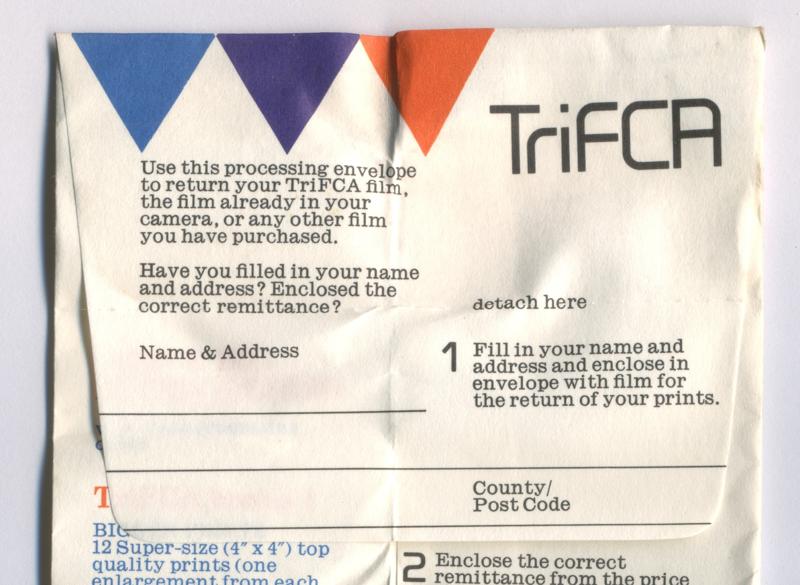 TriFCA
Use this processing envelope
to return your TriFCA film,
the film already in your
camera, or any other film
you have purchased.
Have you filled in your name
and address? Enclosed the
correct remittance?
Name & Address
detach here
1 Fill in your name and
address and enclose in
envelope with film for
the return of your prints.
County/
Post Code
T
BIG
12 Super-size (4″ x 4″) top
quality prints (one
enlargement from each
2 Enclose the correct
remittance from the price